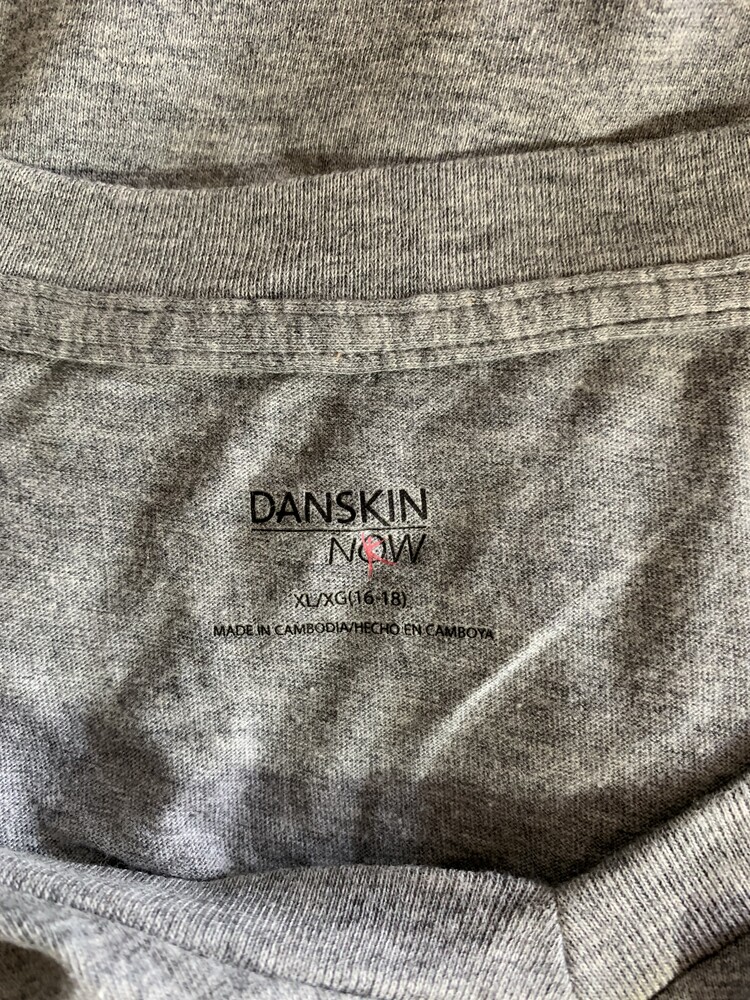 DANSKIN
NOW
XL/XG(16-18)
MADE IN CAMBODIA/HECHO EN CAMBOYA